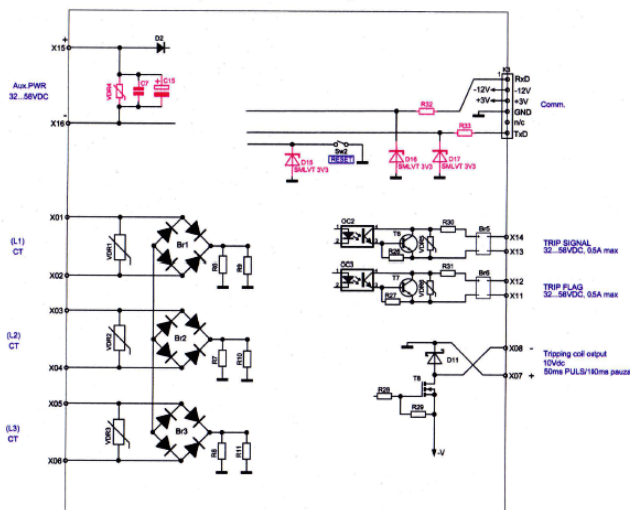 +
X15
D2
Aux.PWR
32...56VDC
VDR4
C7
+
C15
-
X16
K3
1
RxD
-12V
-12V
+3V
+3V
GND
n/c
TxD
Comm.
R32
R33
D15
SMLVT 3V3
Sw2
RESET
D16
SMLVT 3V3
D17
SMLVT 3V3
X01
(L1)
CT
VDR1
Br1
R9
X02
X03
(L2)
CT
VDR2
Br2
R7
R10
X04
X05
(L3)
CT
VDR3
Br3
R11
X06
OC2
T6
R30
Br5
X14
X13
R26
TRIP SIGNAL
32...56VDC, 0.5A max
OC3
T7
R31
Br6
X12
X11
R27
TRIP FLAG
32...56VDC, 0.5A max
X08 -
D11
X07 +
Tripping coil output
10Vdc
50ms PULS/180ms pauza
T8
R28
R29
-V